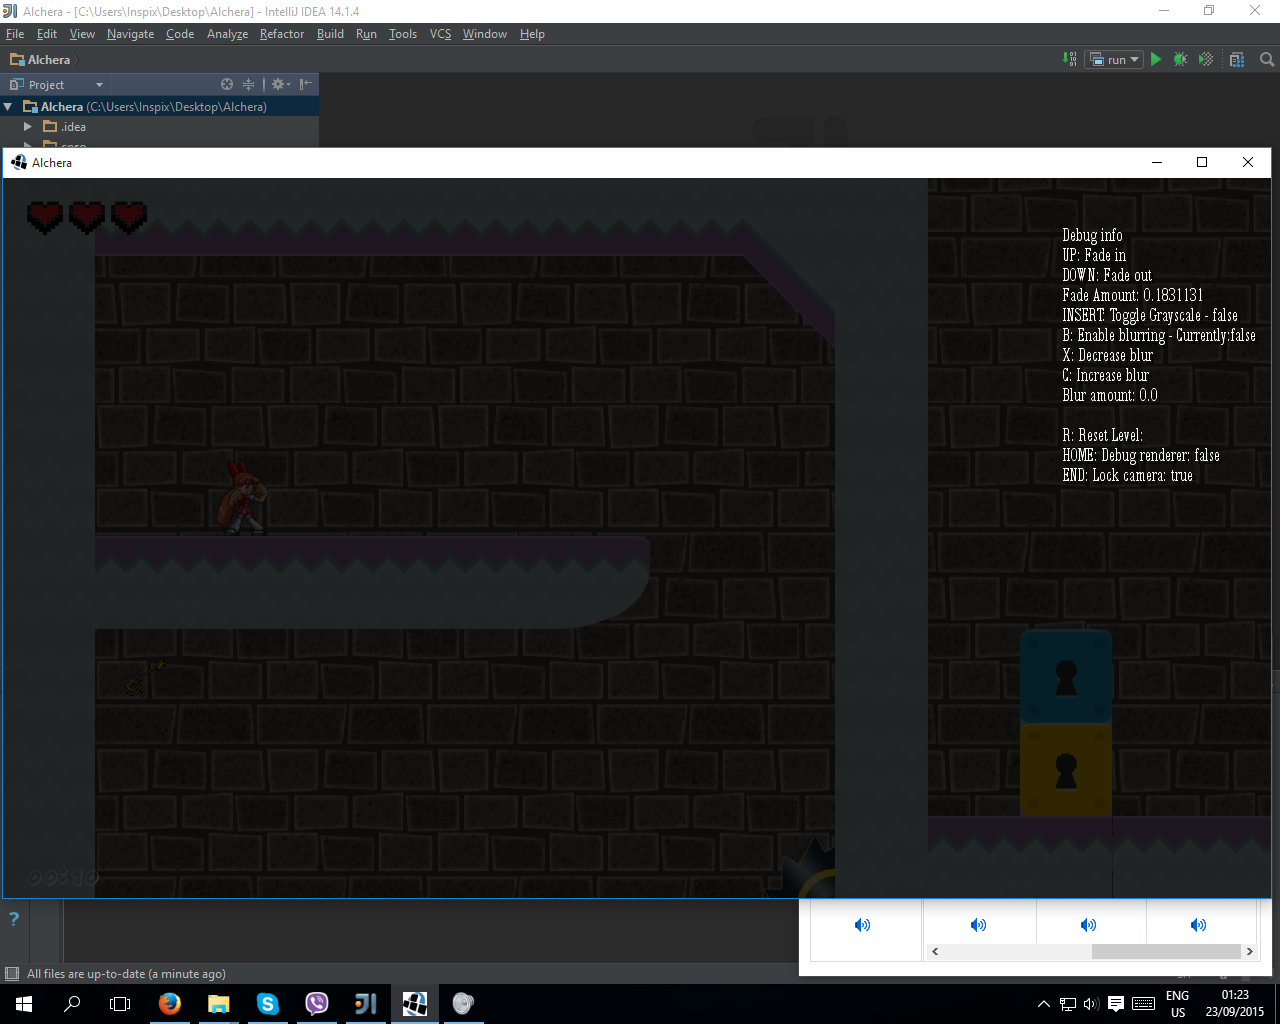 Alchera - [C:\Users\Inspix\Desktop\Alchera] - IntelliJ IDEA 14.1.4
File Edit View Navigate Code Analyze Refactor Build Run Tools VCS Window Help
Alchera
run
Project
Alchera (C:\Users\Inspix\Desktop\Alchera)
.idea
Alchera
Debug info
UP: Fade in
DOWN: Fade out
Fade Amount: 0.1831131
INSERT: Toggle Grayscale - false
B: Enable blurring - Currently:false
X: Decrease blur
C: Increase blur
Blur amount: 0.0
R: Reset Level:
HOME: Debug renderer: false
END: Lock camera: true
00:10
All files are up-to-date (a minute ago)
ENG
US
01:23
23/09/2015